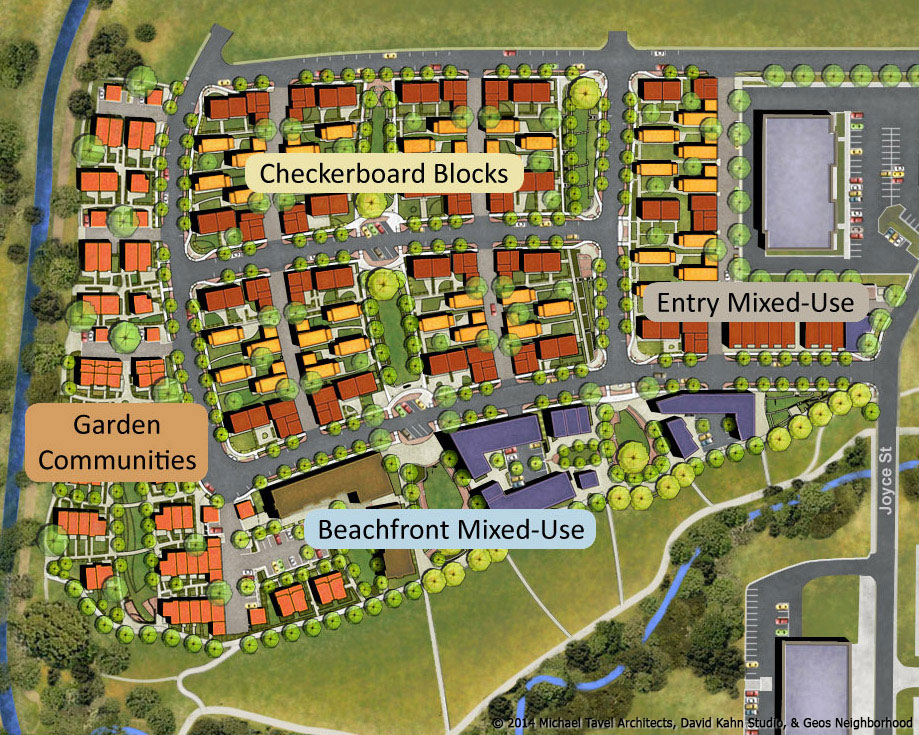 Checkerboard Blocks
Entry Mixed-Use
Garden
Communities
Beachfront Mixed-Use
Joyce St
© 2014 Michael Tavel Architects, David Kahn Studio, & Geos Neighborhood